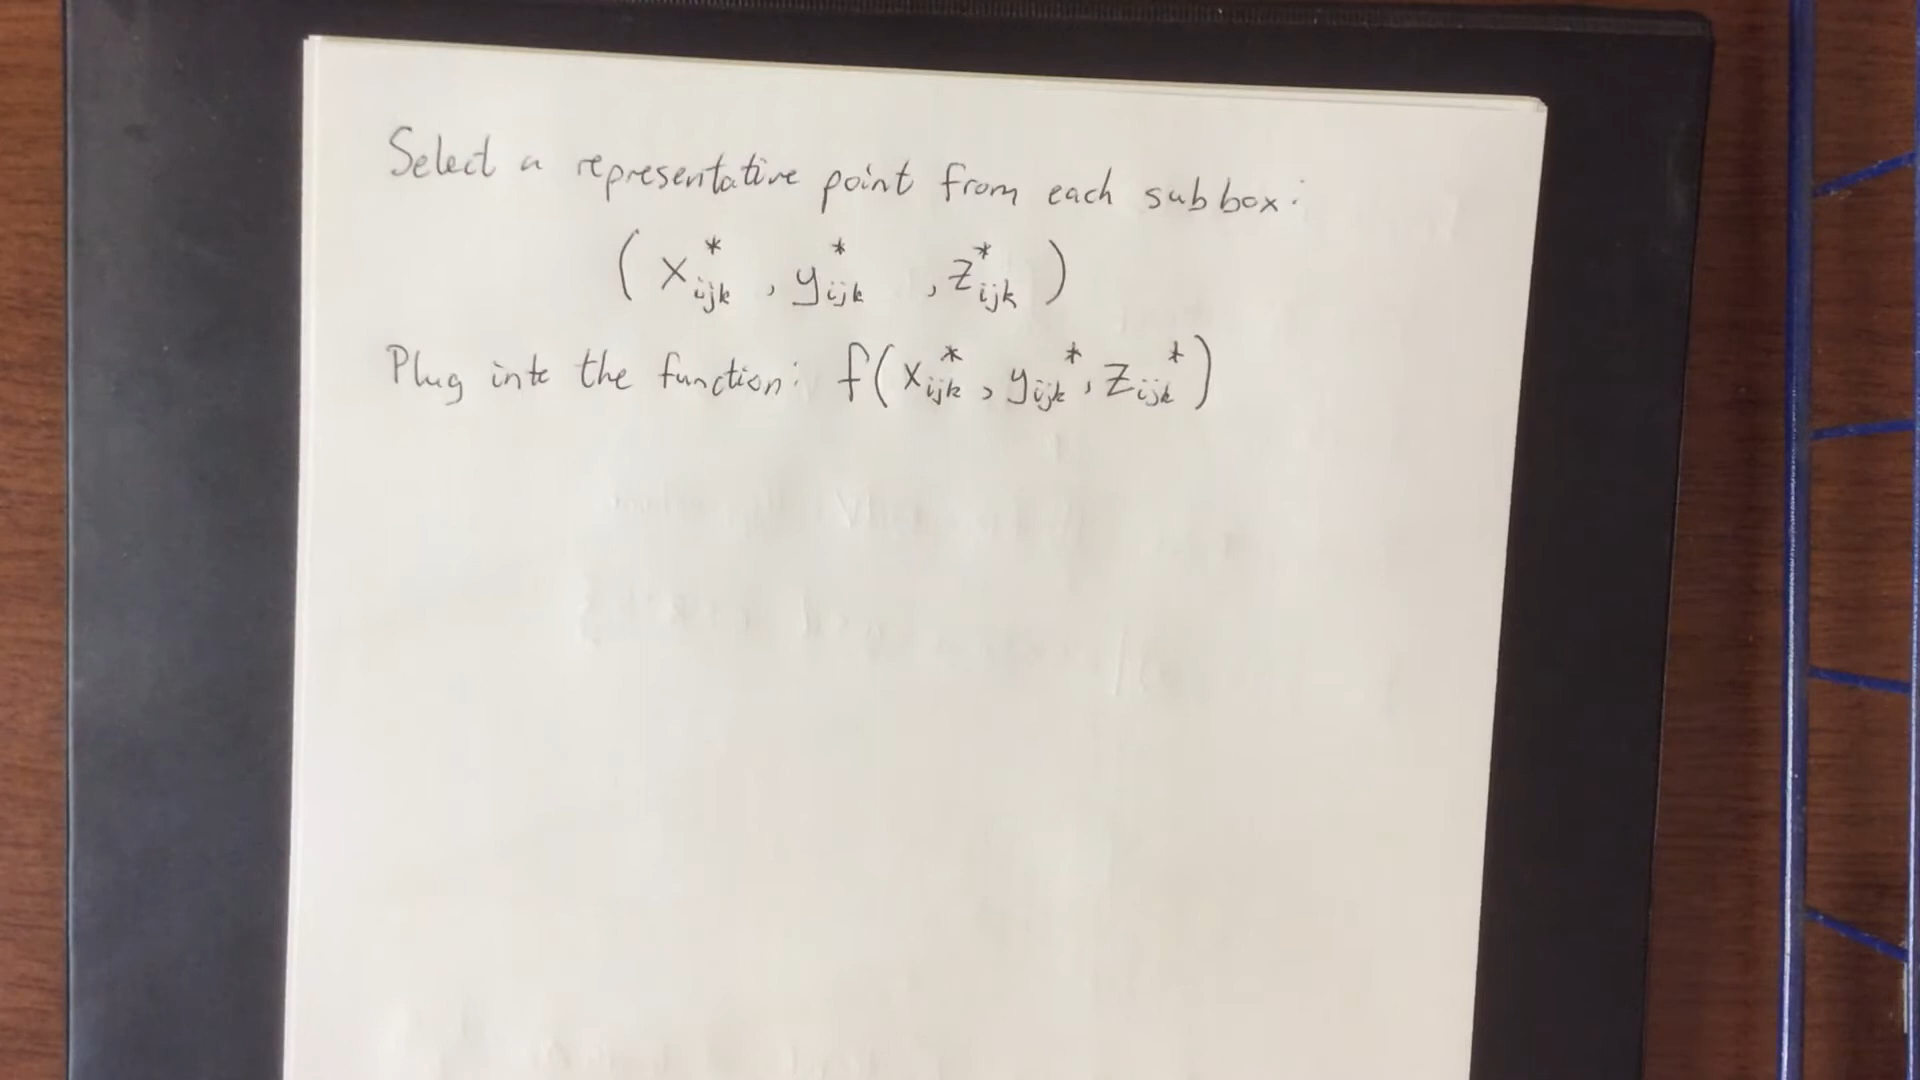 Select a representative point from each subbox:
(x*ijk, y*ijk, z*ijk)
Plug into the function: f(x*ijk, y*ijk, z*ijk)